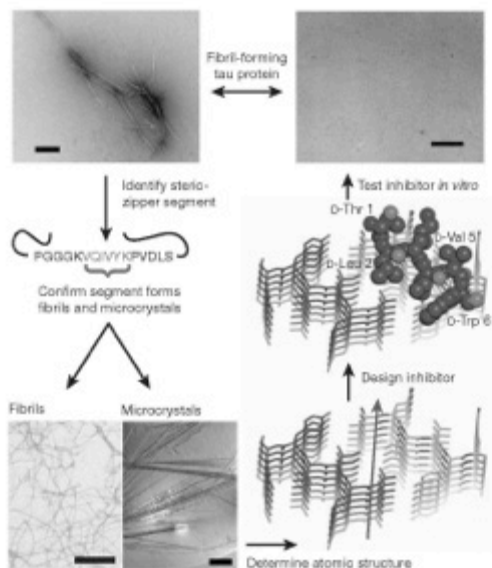 Fibril-forming
tau protein
Identify steric-
zipper segment
PGGGKVQIVYKPVDLS
Confirm segment forms
fibrils and microcrystals
Fibrils
Microcrystals
Test inhibitor in vitro
D-Thr 1
D-Val 5
D-Leu 2
D-Trp 6
Design inhibitor
Determine atomic structure